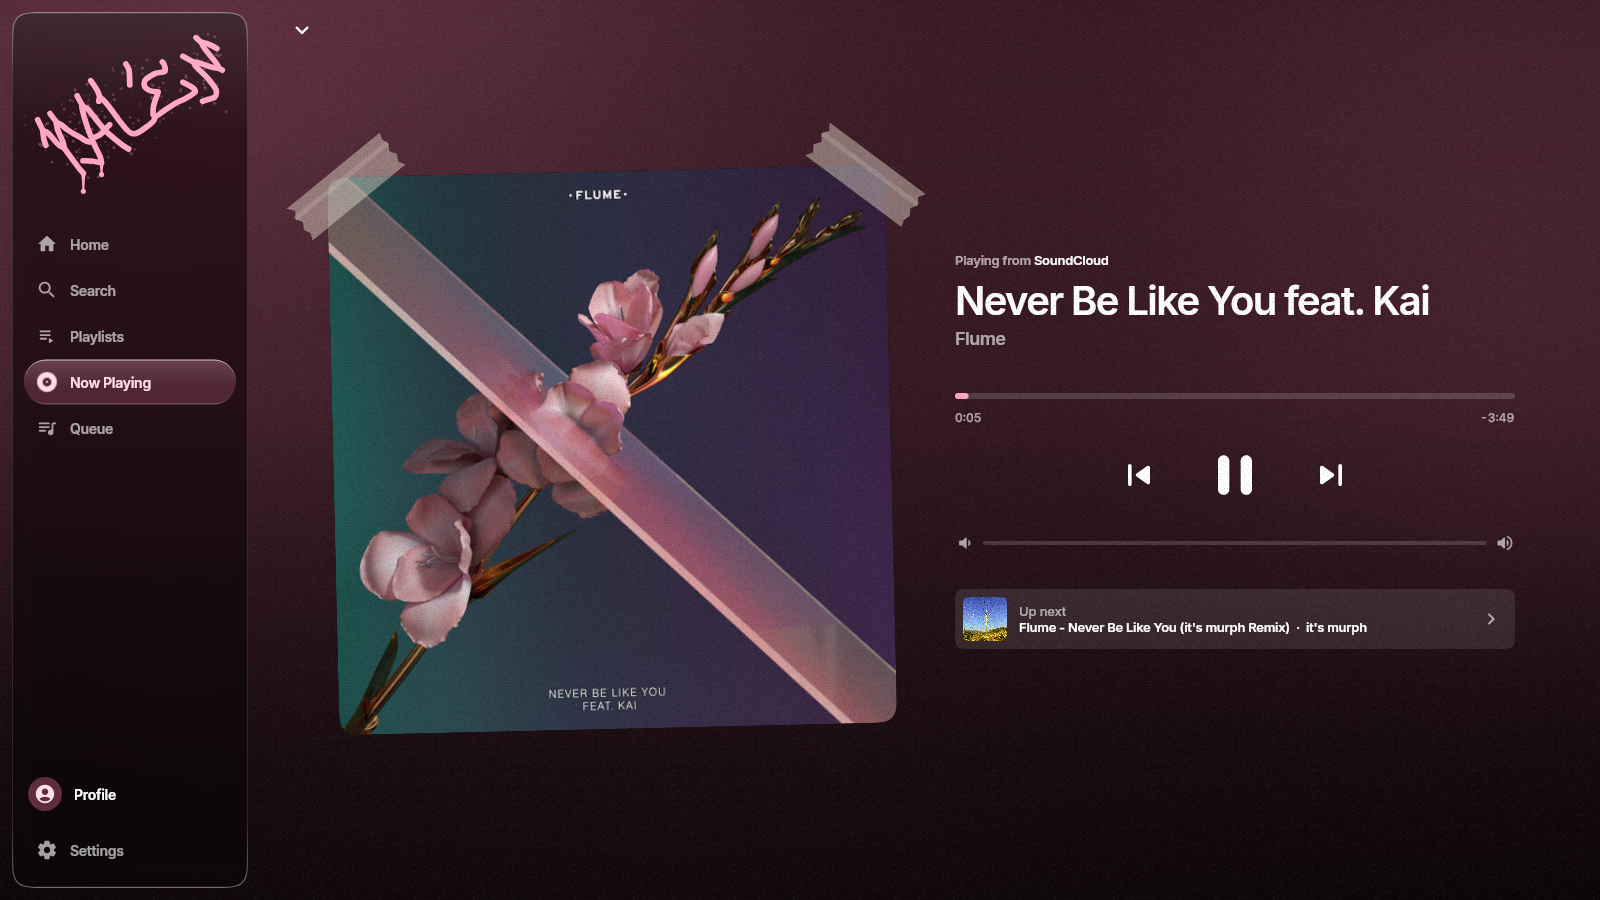 Home
Search
Playlists
Now Playing
Queue
Profile
Settings
·FLUME·
NEVER BE LIKE YOU
FEAT. KAI
Playing from SoundCloud
Never Be Like You feat. Kai
Flume
0:05
-3:49
Up next
Flume - Never Be Like You (it's murph Remix) · it's murph